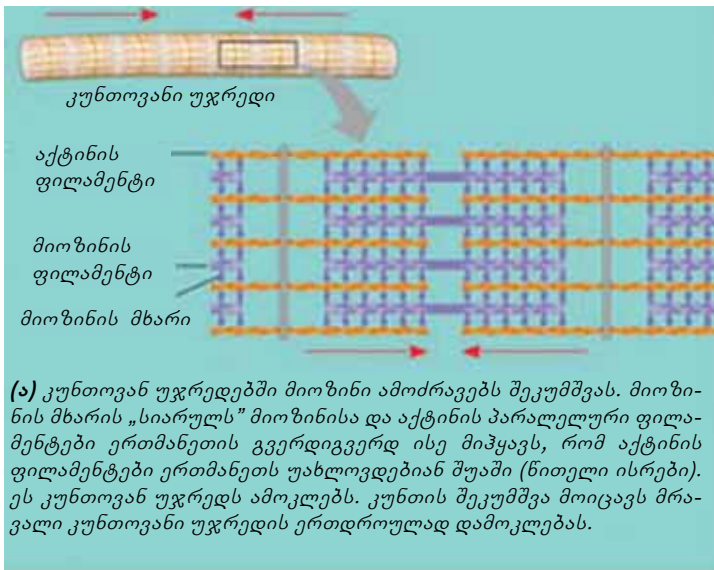 კუნთოვანი უჯრედი
აქტინის
ფილამენტი
მიოზინის
ფილამენტი
მიოზინის მხარი
(ა) კუნთოვან უჯრედებში მიოზინი ამოძრავებს შეკუმშვას. მიოზი-
ნის მხარის „სიარულს” მიოზინისა და აქტინის პარალელური ფილა-
მენტები ერთმანეთის გვერდიგვერდ ისე მიჰყავს, რომ აქტინის
ფილამენტები ერთმანეთს უახლოვდებიან შუაში (წითელი ისრები).
ეს კუნთოვან უჯრედს ამოკლებს. კუნთის შეკუმშვა მოიცავს მრა-
ვალი კუნთოვანი უჯრედის ერთდროულად დამოკლებას.